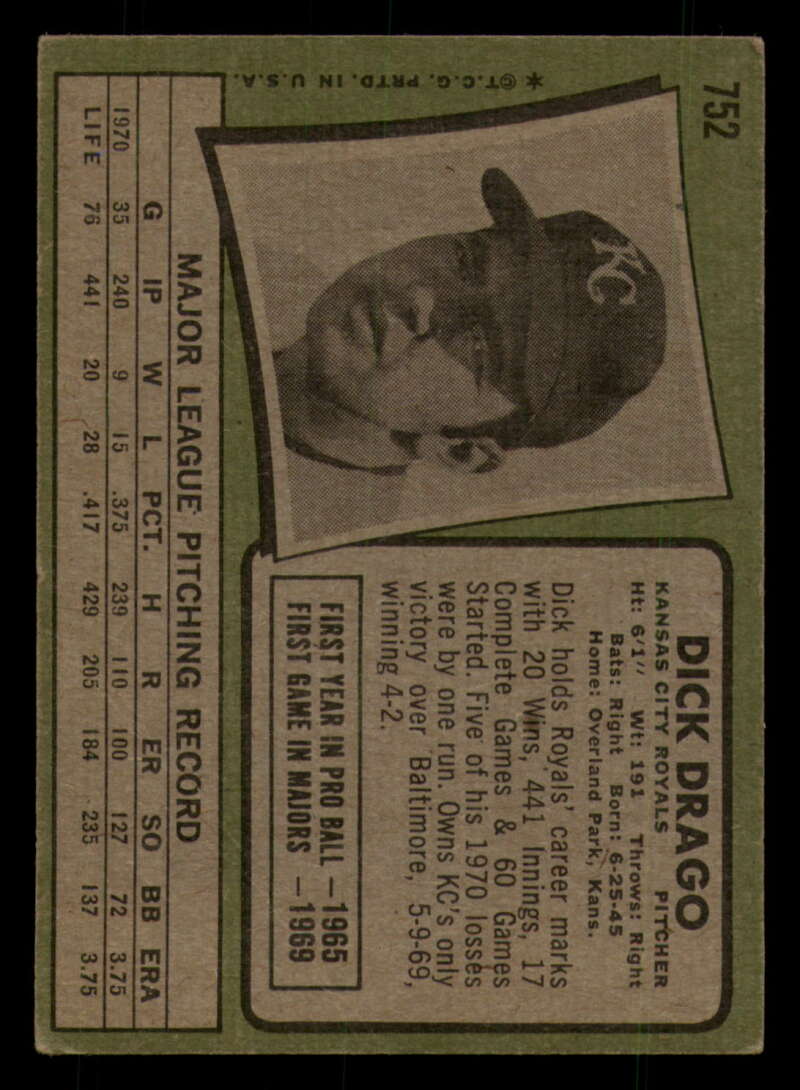 752
* ©T.C.G. PRTD. IN U.S.A.
KC
DICK DRAGO
KANSAS CITY ROYALS PITCHER
Ht: 6'1" Wt: 191 Throws: Right
Bats: Right Born: 6-25-45
Home: Overland Park, Kans.
Dick holds Royals' career marks
with 20 Wins, 441 Innings, 17
Complete Games & 60 Games
Started. Five of his 1970 losses
were by one run. Owns KC's only
victory over Baltimore, 5-9-69,
winning 4-2.
FIRST YEAR IN PRO BALL — 1965
FIRST GAME IN MAJORS — 1969
MAJOR LEAGUE PITCHING RECORD
G IP W L PCT. H R ER SO BB ERA
1970 35 240 9 15 .375 239 110 100 127 72 3.75
LIFE 76 441 20 28 .417 429 205 184 235 137 3.75